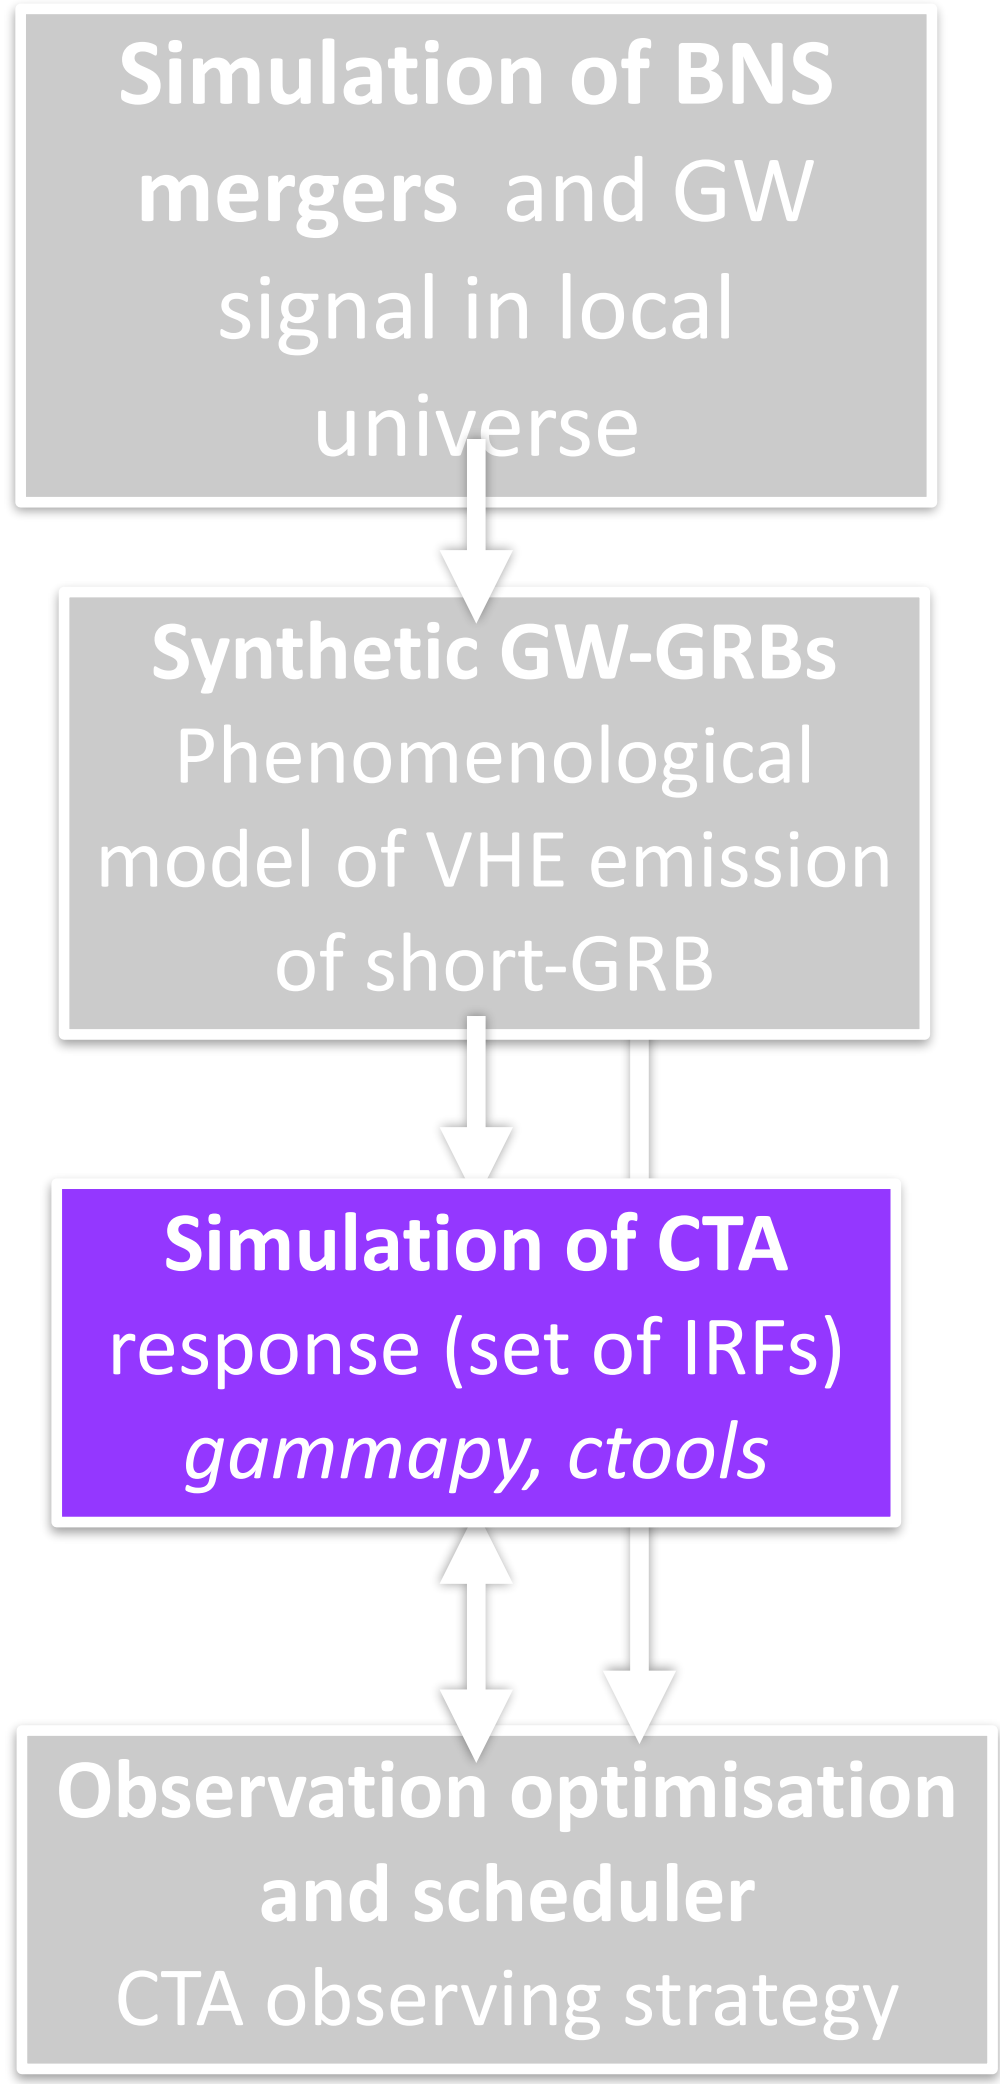 Simulation of BNS
mergers and GW
signal in local
universe
Synthetic GW-GRBs
Phenomenological
model of VHE emission
of short-GRB
Simulation of CTA
response (set of IRFs)
gammapy, ctools
Observation optimisation
and scheduler
CTA observing strategy